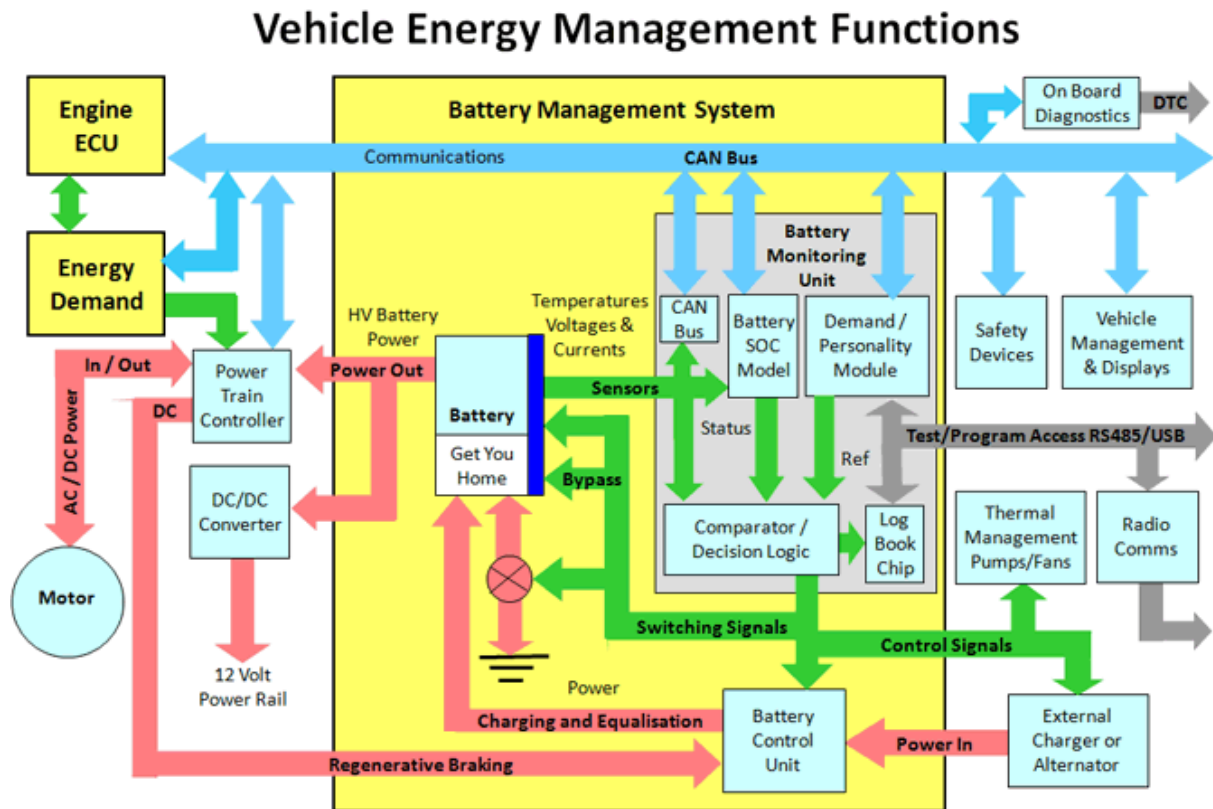 Vehicle Energy Management Functions
Engine
ECU
Battery Management System
On Board
Diagnostics
DTC
Communications
CAN Bus
Energy
Demand
Battery
Monitoring
Unit
HV Battery
Power
Temperatures
Voltages &
Currents
CAN
Bus
Battery
SOC
Model
Demand /
Personality
Module
Safety
Devices
Vehicle
Management
& Displays
In / Out
Power
Train
Controller
Power Out
Sensors
DC
AC / DC Power
Battery
Get You
Home
Bypass
Status
Ref
Test/Program Access RS485/USB
DC/DC
Converter
Comparator /
Decision Logic
Log
Book
Chip
Thermal
Management
Pumps/Fans
Radio
Comms
Motor
Switching Signals
Control Signals
12 Volt
Power Rail
Power
Charging and Equalisation
Battery
Control
Unit
Power In
External
Charger or
Alternator
Regenerative Braking